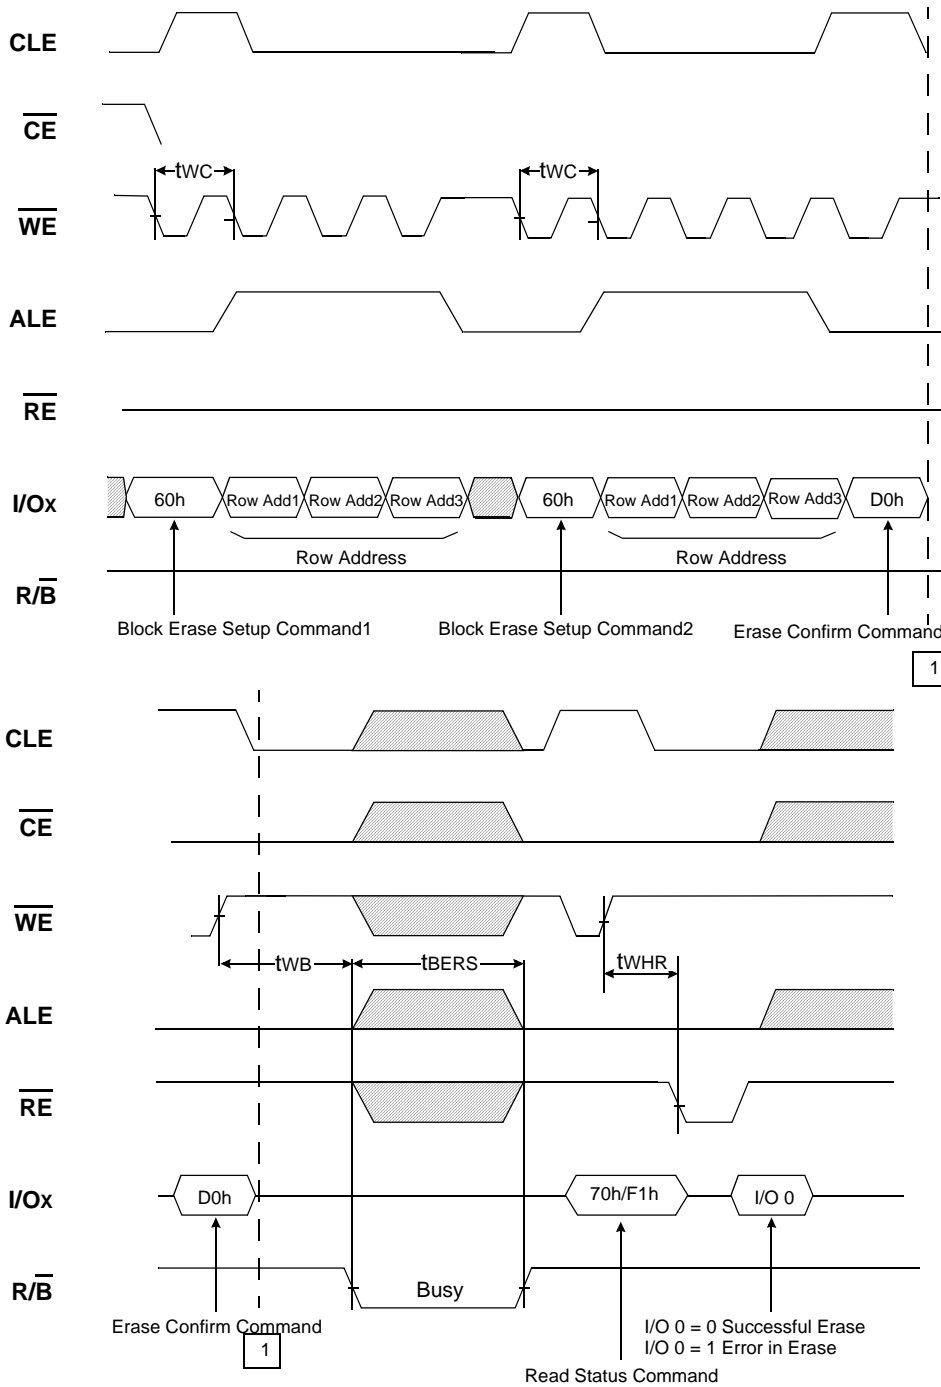 CLE
CE
tWC tWC
WE
ALE
RE
I/Ox 60h Row Add1 Row Add2 Row Add3 60h Row Add1 Row Add2 Row Add3 D0h
Row Address Row Address
R/B
Block Erase Setup Command1 Block Erase Setup Command2 Erase Confirm Command
1
CLE
CE
WE
tWB tBERS tWHR
ALE
RE
I/Ox D0h 70h/F1h I/O 0
R/B Busy
Erase Confirm Command I/O 0 = 0 Successful Erase
1 I/O 0 = 1 Error in Erase
Read Status Command